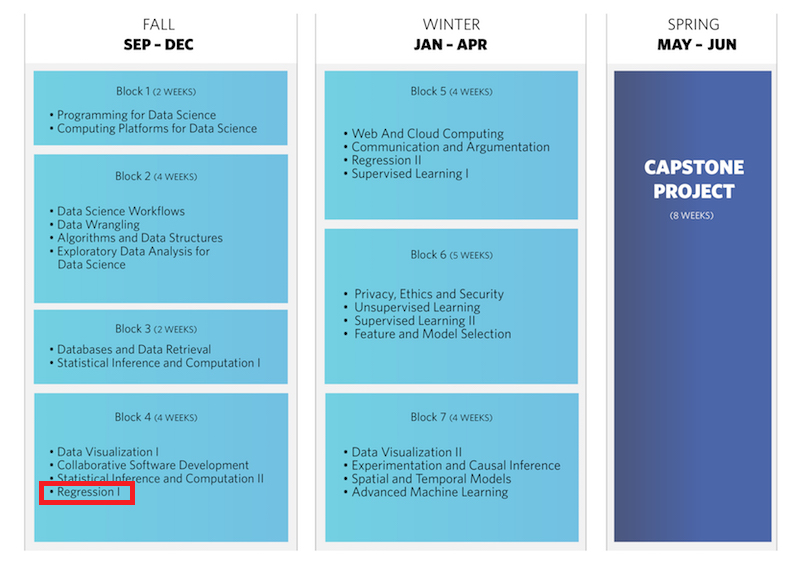 FALL
SEP – DEC
Block 1 (2 WEEKS)
• Programming for Data Science
• Computing Platforms for Data Science
Block 2 (4 WEEKS)
• Data Science Workflows
• Data Wrangling
• Algorithms and Data Structures
• Exploratory Data Analysis for
Data Science
Block 3 (2 WEEKS)
• Databases and Data Retrieval
• Statistical Inference and Computation I
Block 4 (4 WEEKS)
• Data Visualization I
• Collaborative Software Development
• Statistical Inference and Computation II
• Regression I
WINTER
JAN – APR
Block 5 (4 WEEKS)
• Web And Cloud Computing
• Communication and Argumentation
• Regression II
• Supervised Learning I
Block 6 (5 WEEKS)
• Privacy, Ethics and Security
• Unsupervised Learning
• Supervised Learning II
• Feature and Model Selection
Block 7 (4 WEEKS)
• Data Visualization II
• Experimentation and Causal Inference
• Spatial and Temporal Models
• Advanced Machine Learning
SPRING
MAY – JUN
CAPSTONE
PROJECT
(8 WEEKS)